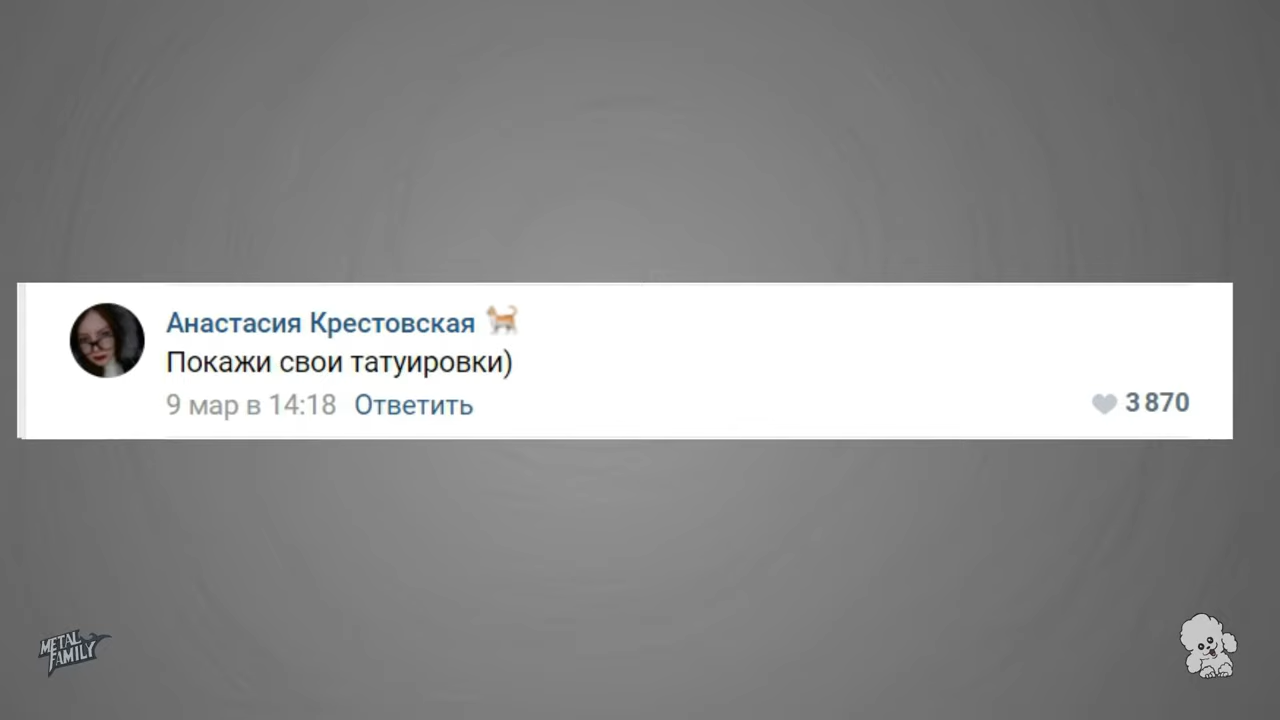 Анастасия Крестовская
Покажи свои татуировки)
9 мар в 14:18 Ответить
3 870
METAL
FAMILY